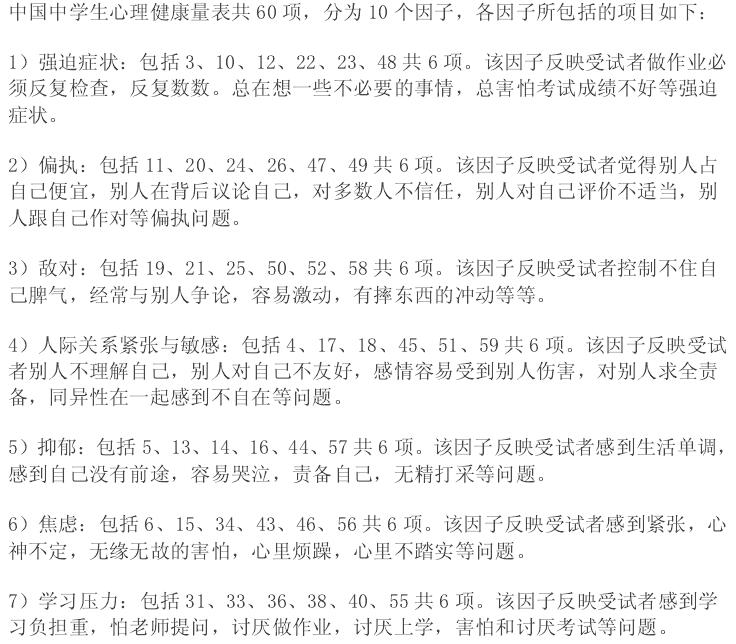 中国中学生心理健康量表共 60 项，分为 10 个因子，各因子所包括的项目如下：
1）强迫症状：包括 3、10、12、22、23、48 共 6 项。该因子反映受试者做作业必
须反复检查，反复数数。总在想一些不必要的事情，总害怕考试成绩不好等强迫
症状。
2）偏执：包括 11、20、24、26、47、49 共 6 项。该因子反映受试者觉得别人占
自己便宜，别人在背后议论自己，对多数人不信任，别人对自己评价不适当，别
人跟自己作对等偏执问题。
3）敌对：包括 19、21、25、50、52、58 共 6 项。该因子反映受试者控制不住自
己脾气，经常与别人争论，容易激动，有摔东西的冲动等等。
4）人际关系紧张与敏感：包括 4、17、18、45、51、59 共 6 项。该因子反映受试
者别人不理解自己，别人对自己不友好，感情容易受到别人伤害，对别人求全责
备，同异性在一起感到不自在等问题。
5）抑郁：包括 5、13、14、16、44、57 共 6 项。该因子反映受试者感到生活单调，
感到自己没有前途，容易哭泣，责备自己，无精打采等问题。
6）焦虑：包括 6、15、34、43、46、56 共 6 项。该因子反映受试者感到紧张，心
神不定，无缘无故的害怕，心里烦躁，心里不踏实等问题。
7）学习压力：包括 31、33、36、38、40、55 共 6 项。该因子反映受试者感到学
习负担重，怕老师提问，讨厌做作业，讨厌上学，害怕和讨厌考试等问题。